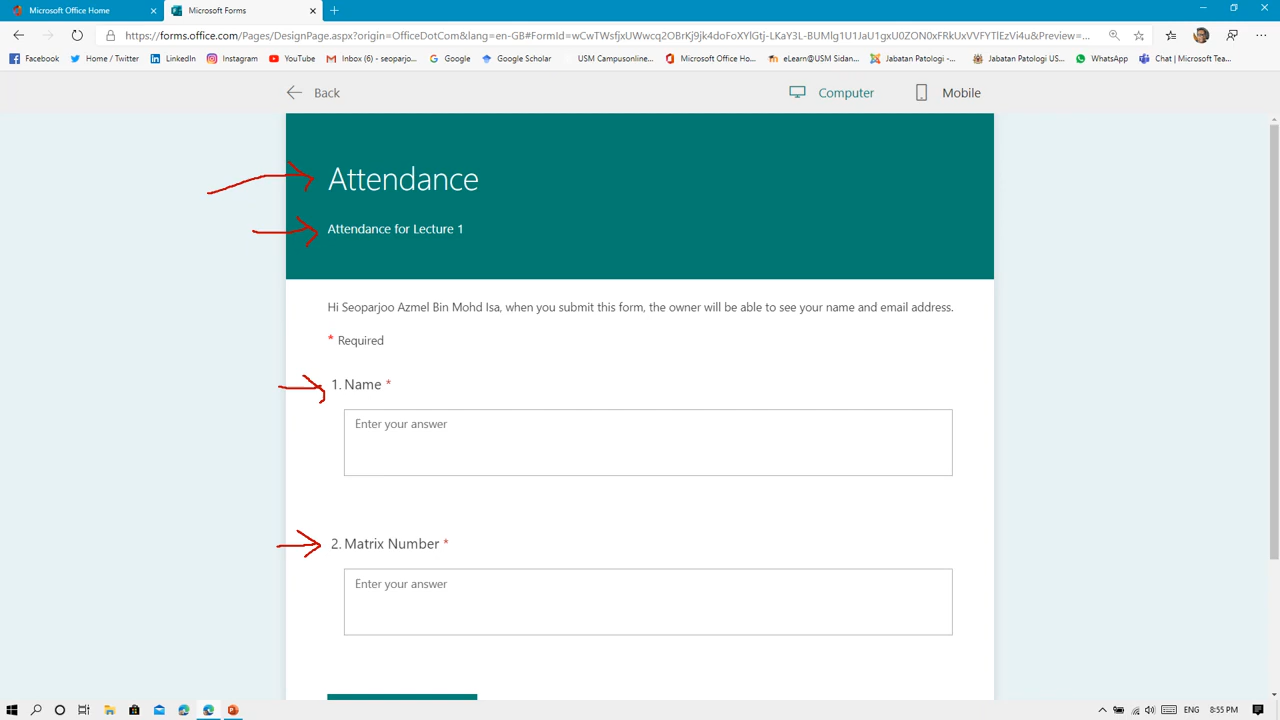 Microsoft Office Home
Microsoft Forms
https://forms.office.com/Pages/DesignPage.aspx?origin=OfficeDotCom&lang=en-GB#FormId=wCwTWsfjxUWwcq2OBrKj9jk4doFoXYlGtj-LKaY3L-BUMlg1U1JaU1gxU0ZON0xFRkUxVVFYTlEzVi4u&Preview=...
Facebook
Home / Twitter
LinkedIn
Instagram
YouTube
Inbox (6) - seoparjo...
Google
Google Scholar
USM Campusonline,...
Microsoft Office Ho...
eLearn@USM Sidan...
Jabatan Patologi -...
Jabatan Patologi US...
WhatsApp
Chat | Microsoft Tea...
Back
Computer
Mobile
Attendance
Attendance for Lecture 1
Hi Seoparjoo Azmel Bin Mohd Isa, when you submit this form, the owner will be able to see your name and email address.
* Required
1. Name *
Enter your answer
2. Matrix Number *
Enter your answer
ENG
8:55 PM